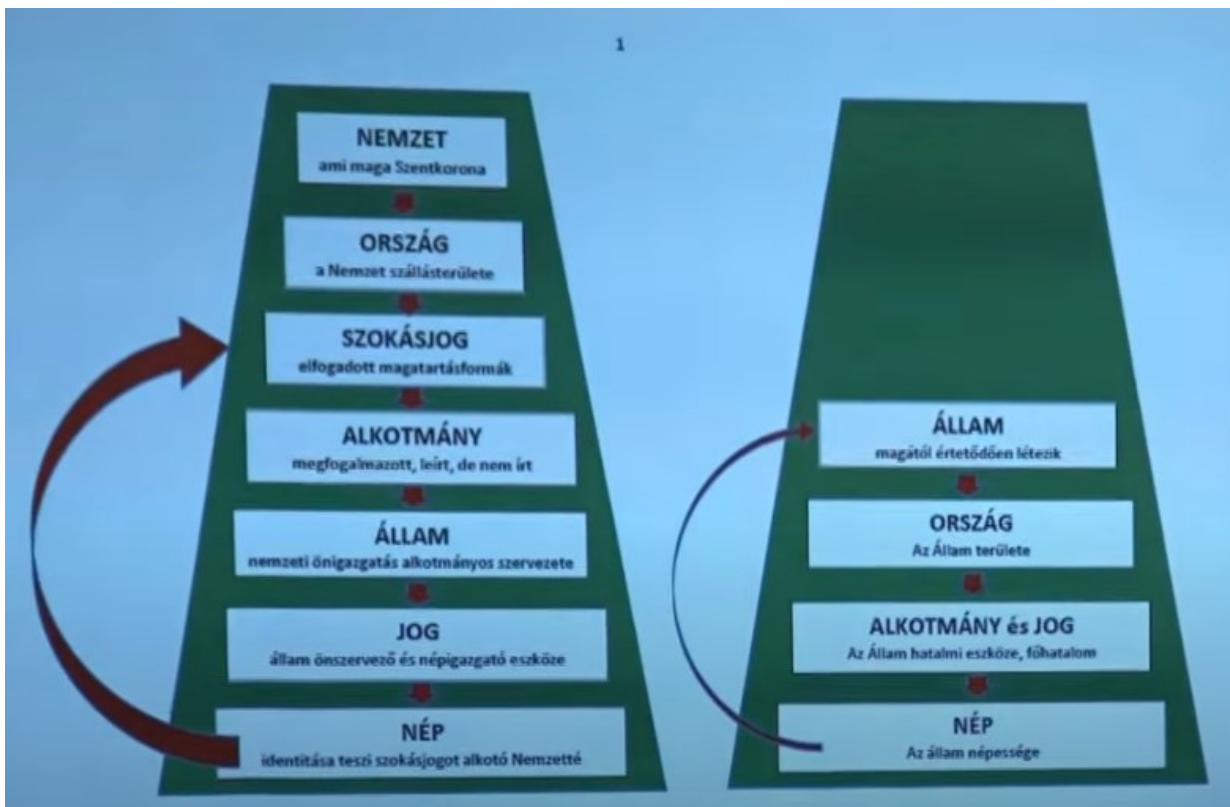 1
NEMZET
ami maga Szentkorona
ORSZÁG
a Nemzet szállásterülete
SZOKÁSJOG
elfogadott magatartásformák
ALKOTMÁNY
megfogalmazott, leírt, de nem írt
ÁLLAM
nemzeti önigazgatás alkotmányos szervezete
JOG
állam önszervező és népigazgató eszköze
NÉP
identitása teszi szokásjogot alkotó Nemzetté
ÁLLAM
magától értetődően létezik
ORSZÁG
Az Állam területe
ALKOTMÁNY és JOG
Az Állam hatalmi eszköze, főhatalom
NÉP
Az állam népessége